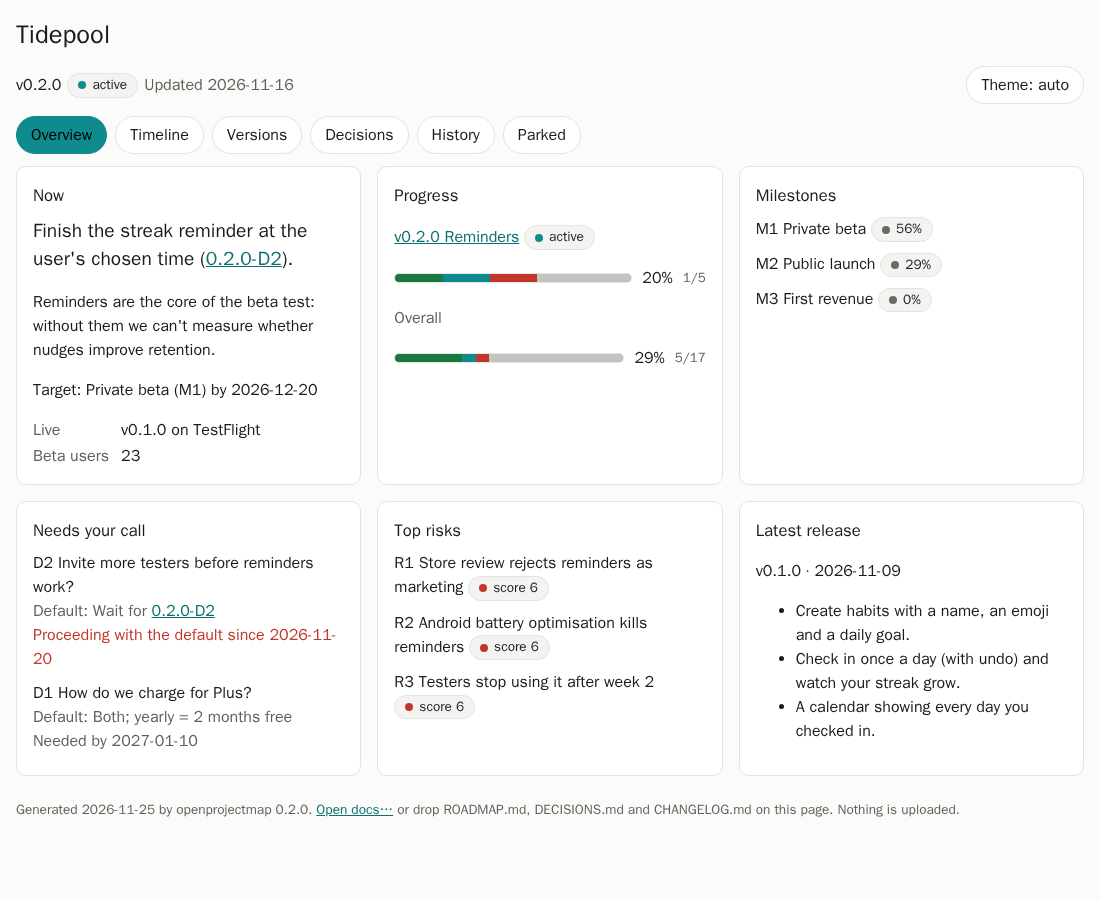 Tidepool
v0.2.0 active Updated 2026-11-16
Theme: auto
Overview Timeline Versions Decisions History Parked
Now
Finish the streak reminder at the
user's chosen time (0.2.0-D2).
Reminders are the core of the beta test:
without them we can't measure whether
nudges improve retention.
Target: Private beta (M1) by 2026-12-20
Live v0.1.0 on TestFlight
Beta users 23
Progress
v0.2.0 Reminders active
20% 1/5
Overall
29% 5/17
Milestones
M1 Private beta 56%
M2 Public launch 29%
M3 First revenue 0%
Needs your call
D2 Invite more testers before reminders
work?
Default: Wait for 0.2.0-D2
Proceeding with the default since 2026-11-
20
D1 How do we charge for Plus?
Default: Both; yearly = 2 months free
Needed by 2027-01-10
Top risks
R1 Store review rejects reminders as
marketing score 6
R2 Android battery optimisation kills
reminders score 6
R3 Testers stop using it after week 2
score 6
Latest release
v0.1.0 · 2026-11-09
• Create habits with a name, an emoji
and a daily goal.
• Check in once a day (with undo) and
watch your streak grow.
• A calendar showing every day you
checked in.
Generated 2026-11-25 by openprojectmap 0.2.0. Open docs… or drop ROADMAP.md, DECISIONS.md and CHANGELOG.md on this page. Nothing is uploaded.